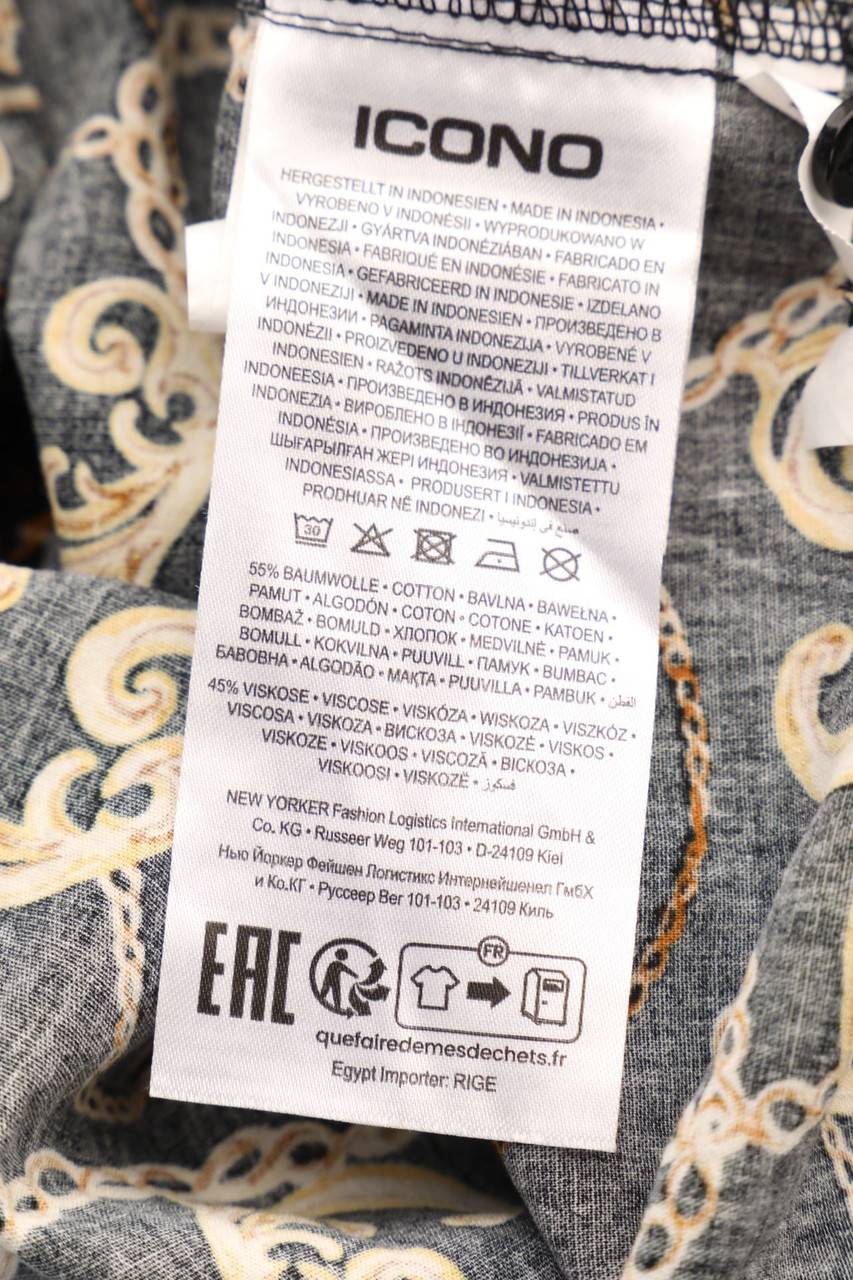 ICONO
HERGESTELLT IN INDONESIEN • MADE IN INDONESIA •
VYROBENO V INDONÉSII • WYPRODUKOWANO W
INDONEZJI • GYÁRTVA INDONÉZIÁBAN • FABRICADO EN
INDONESIA • FABRIQUÉ EN INDONÉSIE • FABRICATO IN
INDONESIA • GEFABRICEERD IN INDONESIE • IZDELANO
V INDONEZIJI • MADE IN INDONESIEN • ПРОИЗВЕДЕНО В
ИНДОНЕЗИИ • PAGAMINTA INDONEZIJA • VYROBENÉ V
INDONÉZII • PROIZVEDENO U INDONEZIJI • TILLVERKAT I
INDONESIEN • RAŽOTS INDONĒZIJĀ • VALMISTATUD
INDONEESIA • ПРОИЗВЕДЕНО В ИНДОНЕЗИЯ • PRODUS ÎN
INDONEZIA • ВИРОБЛЕНО В ІНДОНЕЗІЇ • FABRICADO EM
INDONÉSIA • ПРОИЗВЕДЕНО ВО ИНДОНЕЗИЈА •
ШЫҒАРЫЛҒАН ЖЕРІ ИНДОНЕЗИЯ • VALMISTETTU
INDONESIASSA • PRODUSERT I INDONESIA •
PRODHUAR NË INDONEZI • صنع في إندونيسيا
30
55% BAUMWOLLE • COTTON • BAVLNA • BAWEŁNA •
PAMUT • ALGODÓN • COTON • COTONE • KATOEN •
BOMBAŽ • BOMULD • ХЛОПОК • MEDVILNĖ • PAMUK •
BOMULL • KOKVILNA • PUUVILL • ПАМУК • BUMBAC •
БАВОВНА • ALGODÃO • МАҚТА • PUUVILLA • PAMBUK • القطن
45% VISKOSE • VISCOSE • VISKÓZA • WISKOZA • VISZKÓZ •
VISCOSA • VISKOZA • ВИСКОЗА • VISKOZĖ • VISKOS •
VISKOZE • VISKOOS • VISCOZĂ • ВІСКОЗА •
VISKOOSI • VISKOZË • فسكوز
NEW YORKER Fashion Logistics International GmbH &
Co. KG • Russeer Weg 101-103 • D-24109 Kiel
Нью Йоркер Фейшен Логистикс Интернейшенел ГмбХ
и Ко.КГ • Руссеер Вег 101-103 • 24109 Киль
EAC
FR
quefairedemesdechets.fr
Egypt Importer: RIGE